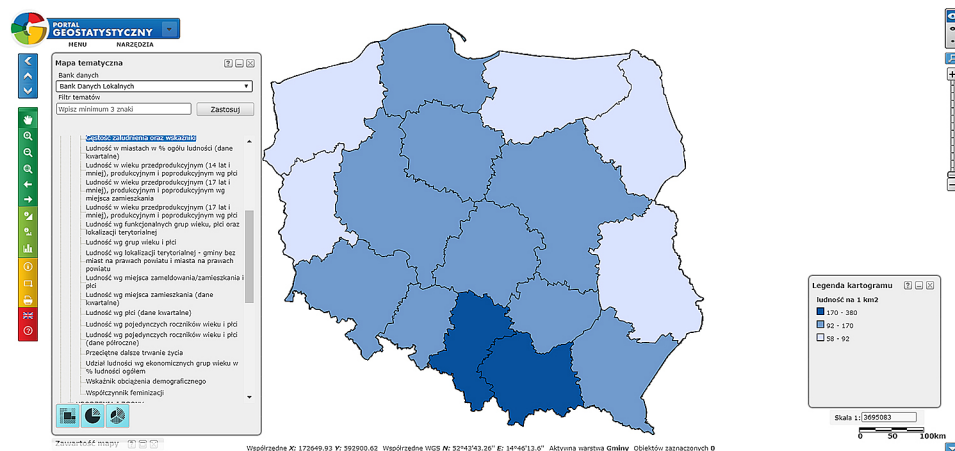 PORTAL
GEOSTATYSTYCZNY
MENU NARZĘDZIA
Mapa tematyczna
Bank danych
Bank Danych Lokalnych
Filtr tematów
Wpisz minimum 3 znaki Zastosuj
Gęstość zaludnienia oraz wskaźniki
Ludność w miastach w % ogółu ludności (dane
kwartalne)
Ludność w wieku przedprodukcyjnym (14 lat i
mniej), produkcyjnym i poprodukcyjnym wg płci
Ludność w wieku przedprodukcyjnym (17 lat i
mniej), produkcyjnym i poprodukcyjnym wg
miejsca zamieszkania
Ludność w wieku przedprodukcyjnym (17 lat i
mniej), produkcyjnym i poprodukcyjnym wg płci
Ludność wg funkcjonalnych grup wieku, płci oraz
lokalizacji terytorialnej
Ludność wg grup wieku i płci
Ludność wg lokalizacji terytorialnej - gminy bez
miast na prawach powiatu i miasta na prawach
powiatu
Ludność wg miejsca zameldowania/zamieszkania i
płci
Ludność wg miejsca zamieszkania (dane
kwartalne)
Ludność wg płci (dane kwartalne)
Ludność wg pojedynczych roczników wieku i płci
Ludność wg pojedynczych roczników wieku i płci
(dane półroczne)
Przeciętne dalsze trwanie życia
Udział ludności wg ekonomicznych grup wieku w
% ludności ogółem
Wskaźnik obciążenia demograficznego
Współczynnik feminizacji
Zawartość mapy
Legenda kartogramu
ludność na 1 km2
170 - 380
92 - 170
58 - 92
Skala 1: 3695083
0 100km
Współrzędne X: 172649.93 Y: 592900.62 Współrzędne WGS N: 52°43'43.26" E: 14°46'13.6" Aktywna warstwa Gminy Obiektów zaznaczonych 0